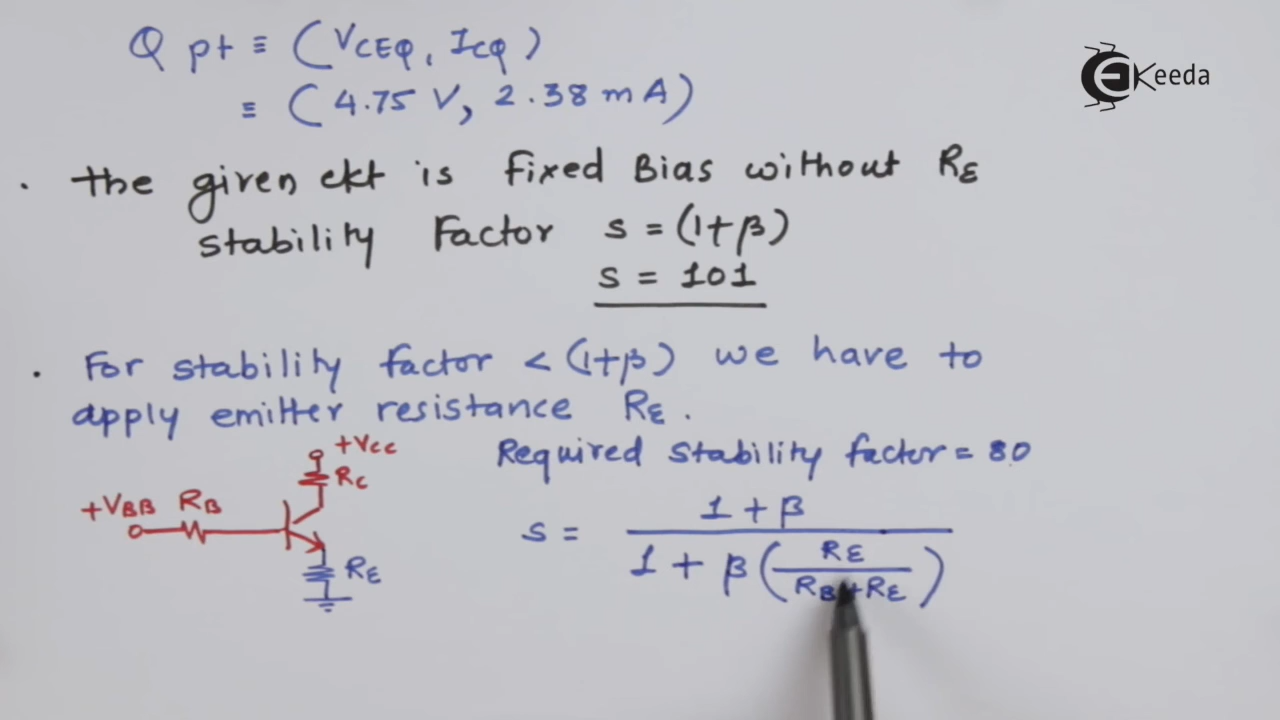 Q pt ≡ (VCEQ, ICQ)
≡ (4.75 V, 2.38 mA)
EKeeda
. the given ckt is fixed Bias without RE
stability Factor s = (1+β)
s = 101
. For stability factor < (1+β) we have to
apply emitter resistance RE.
+VCC
RC
+VBB RB
RE
Required stability factor = 80
s = 1 + β
1 + β ( RE
RB+RE )